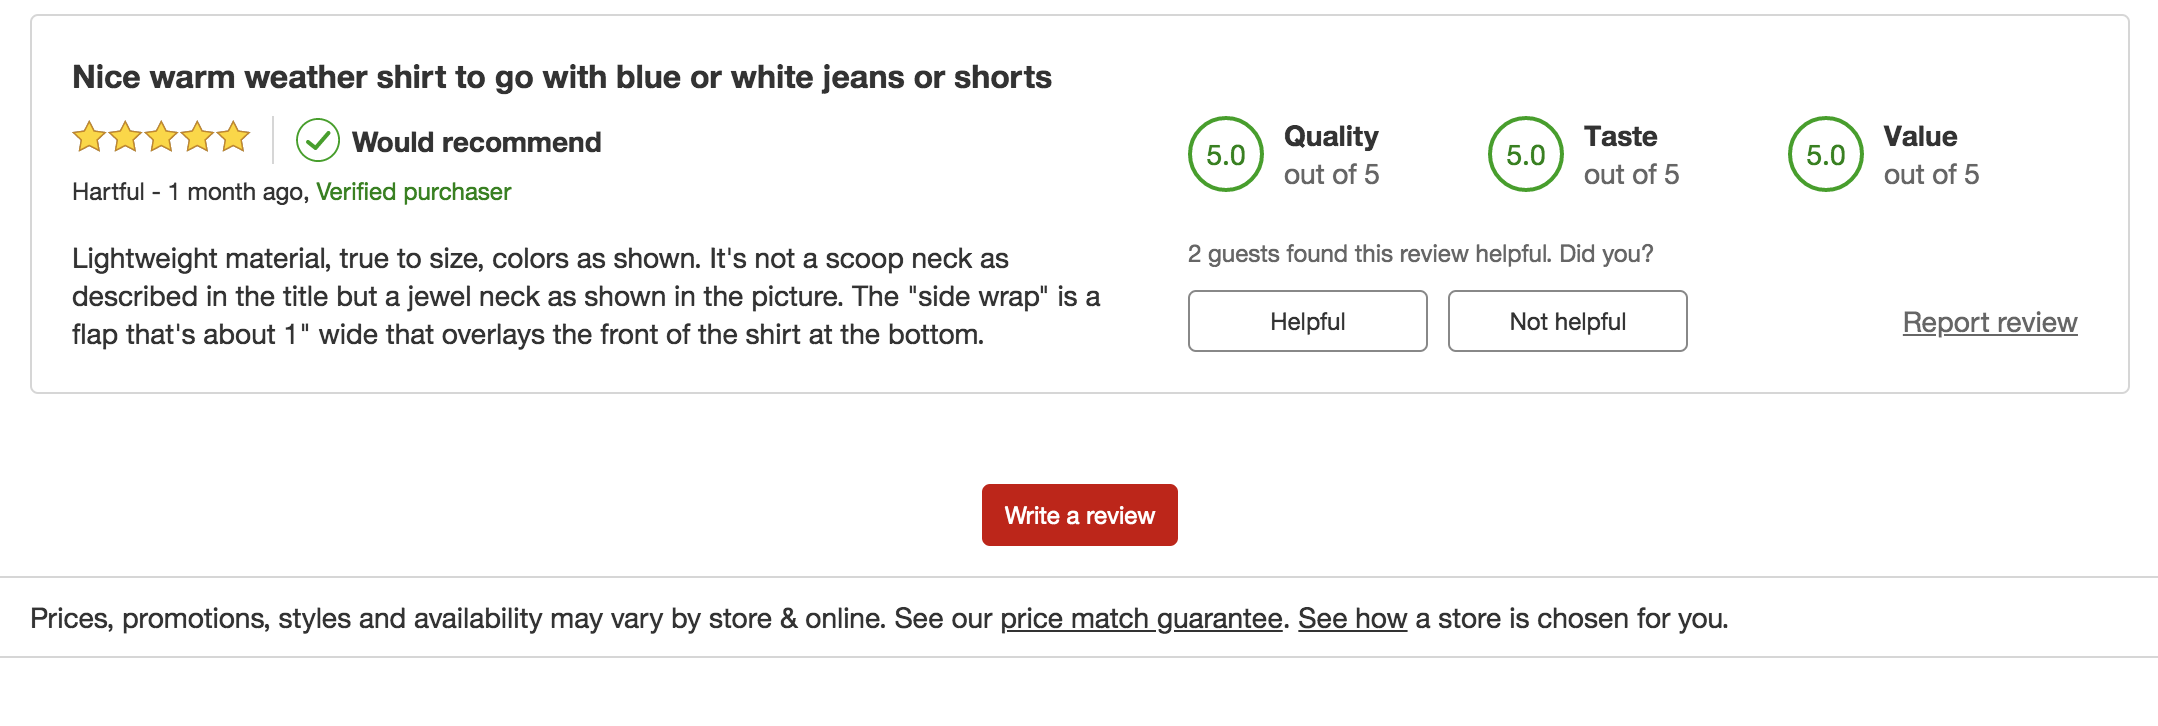 Nice warm weather shirt to go with blue or white jeans or shorts
Would recommend
Hartful - 1 month ago, Verified purchaser
Lightweight material, true to size, colors as shown. It's not a scoop neck as
described in the title but a jewel neck as shown in the picture. The "side wrap" is a
flap that's about 1" wide that overlays the front of the shirt at the bottom.
5.0 Quality
out of 5
5.0 Taste
out of 5
5.0 Value
out of 5
2 guests found this review helpful. Did you?
Helpful
Not helpful
Report review
Write a review
Prices, promotions, styles and availability may vary by store & online. See our price match guarantee. See how a store is chosen for you.